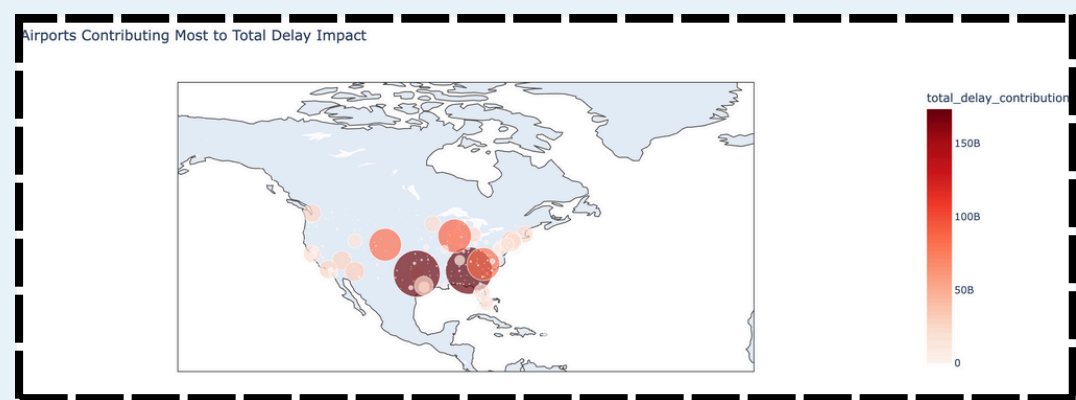 Airports Contributing Most to Total Delay Impact
total_delay_contribution
150B
100B
50B
0